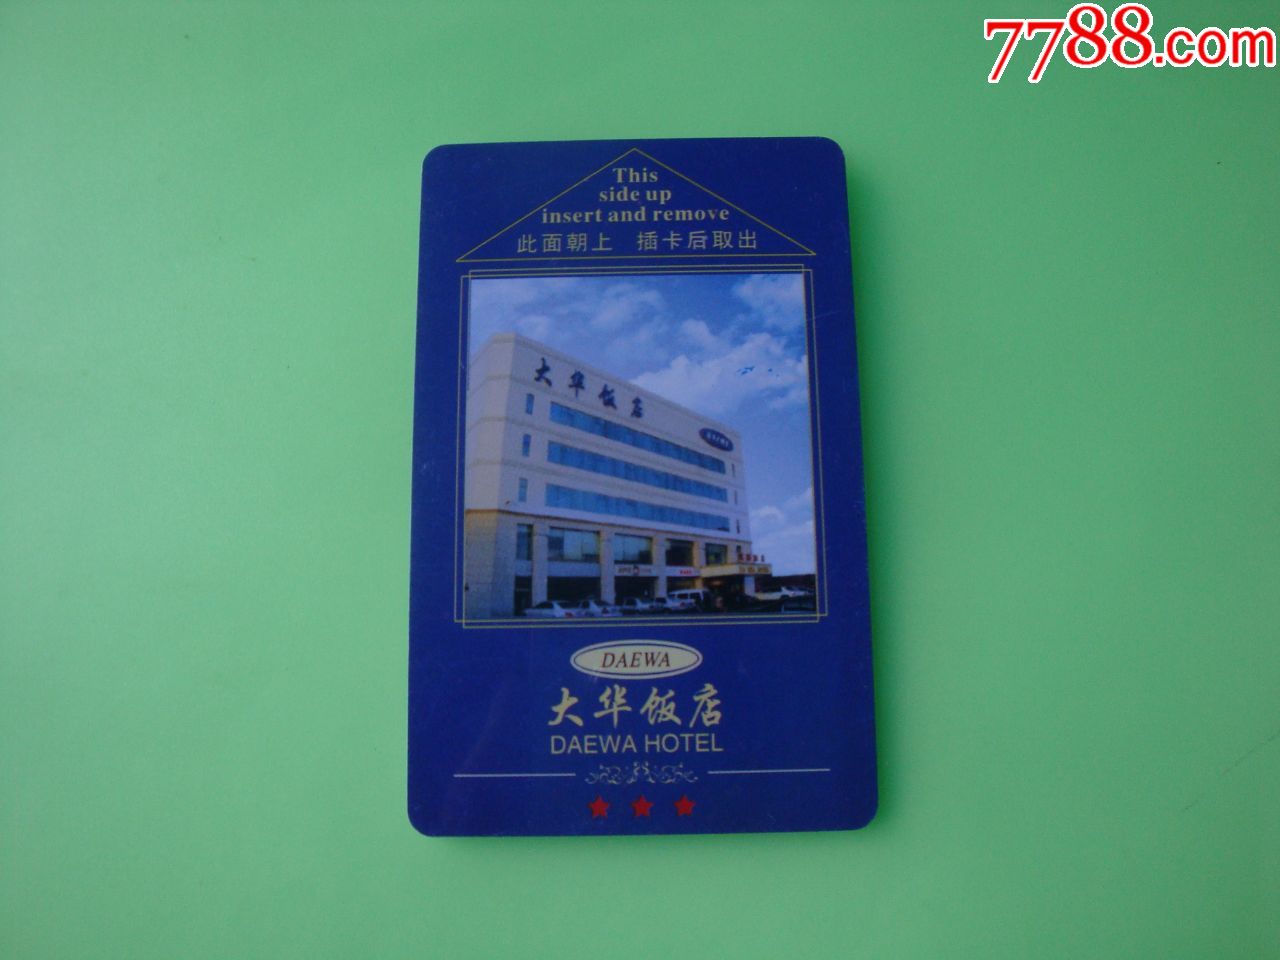 7788.com
This
side up
insert and remove
此面朝上 插卡后取出
大华饭店
DAEWA
大华饭店
DAEWA HOTEL